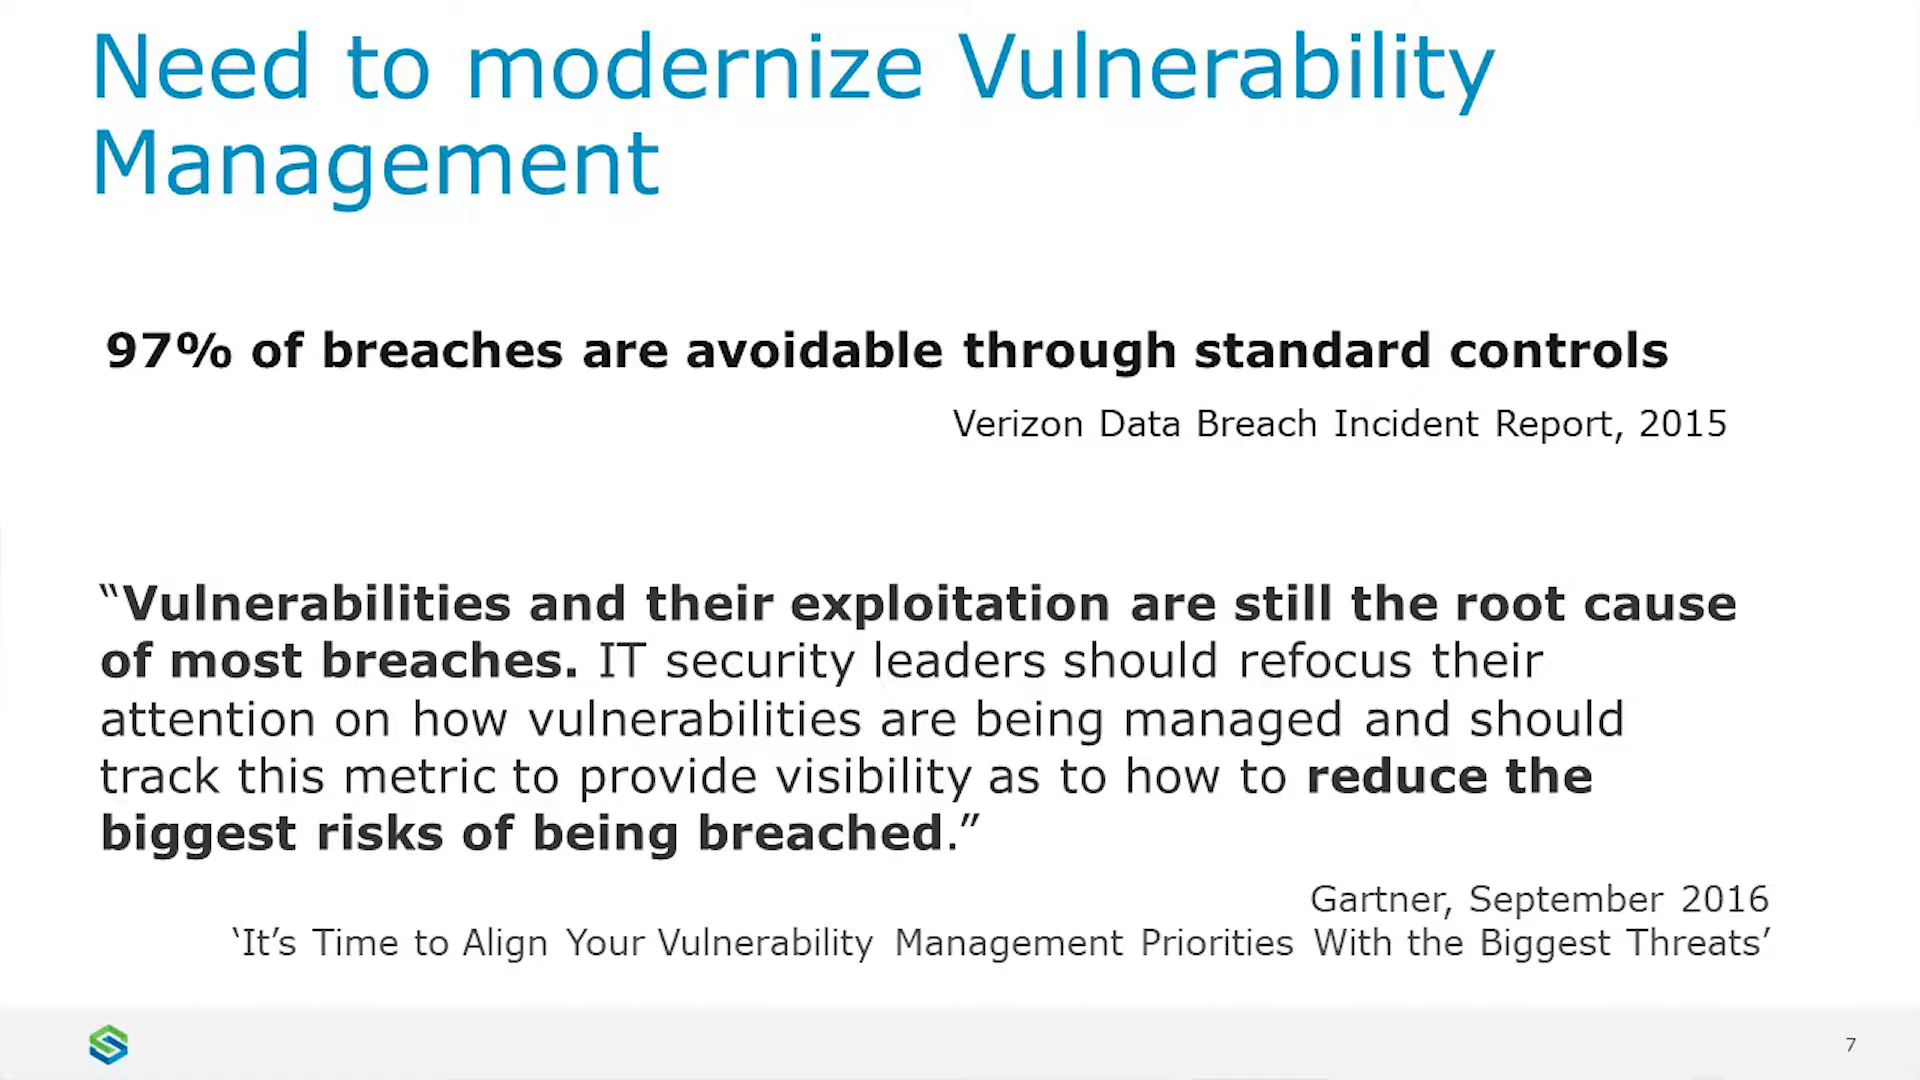 Need to modernize Vulnerability
Management
97% of breaches are avoidable through standard controls
Verizon Data Breach Incident Report, 2015
“Vulnerabilities and their exploitation are still the root cause
of most breaches. IT security leaders should refocus their
attention on how vulnerabilities are being managed and should
track this metric to provide visibility as to how to reduce the
biggest risks of being breached.”
Gartner, September 2016
‘It’s Time to Align Your Vulnerability Management Priorities With the Biggest Threats’
7